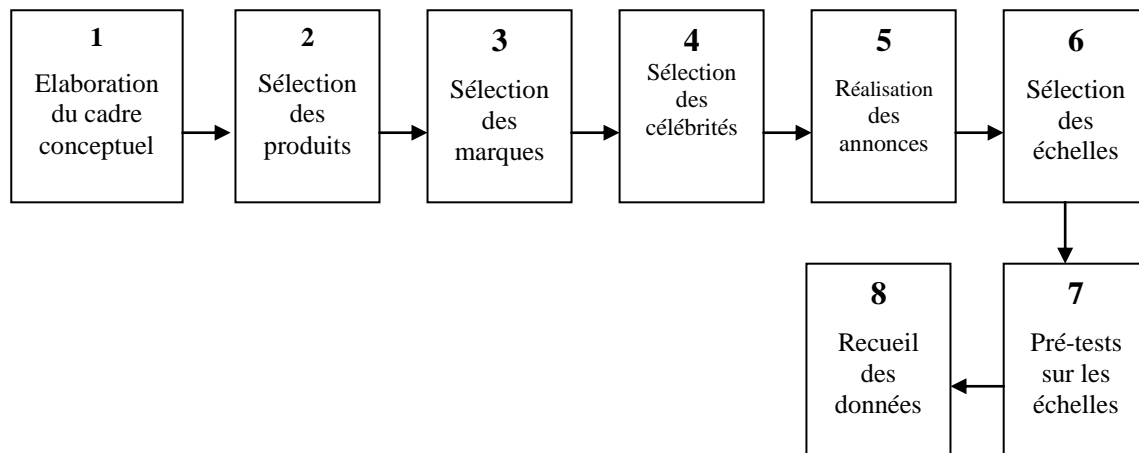 1
Elaboration
du cadre
conceptuel
2
Sélection
des
produits
3
Sélection
des
marques
4
Sélection
des
célébrités
5
Réalisation
des
annonces
6
Sélection
des
échelles
7
Pré-tests
sur les
échelles
8
Recueil
des
données